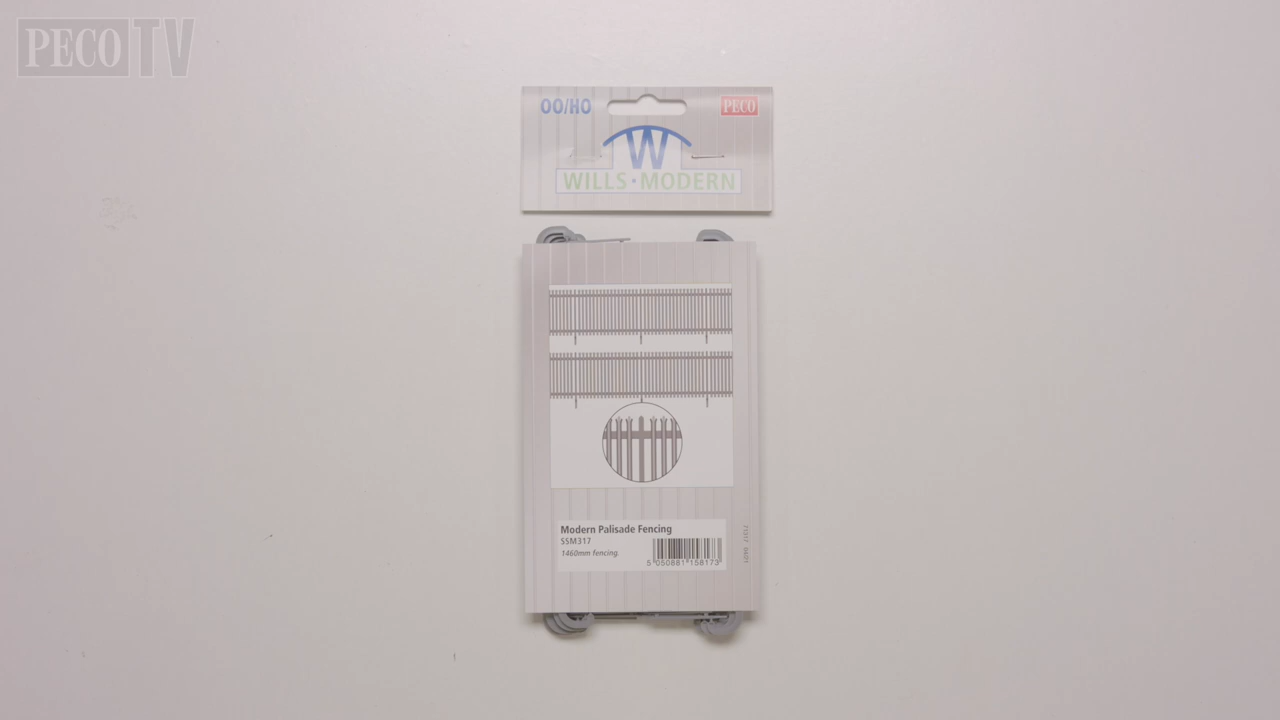 PECO TV
OO/HO
PECO
W
WILLS·MODERN
Modern Palisade Fencing
SSM317
1460mm fencing.
5 050881 158173